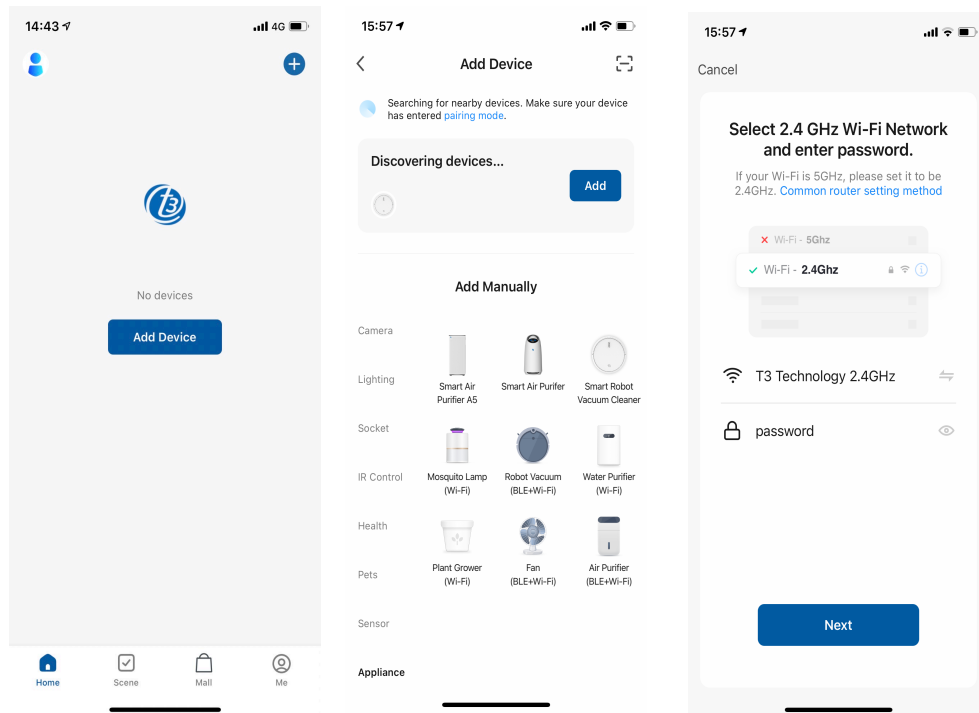 14:43
4G
t3
No devices
Add Device
Home
Scene
Mall
Me
15:57
Add Device
Searching for nearby devices. Make sure your device
has entered pairing mode.
Discovering devices...
Add
Add Manually
Camera
Lighting
Socket
IR Control
Health
Pets
Sensor
Appliance
Smart Air
Purifier A5
Smart Air Purifer
Smart Robot
Vacuum Cleaner
Mosquito Lamp
(Wi-Fi)
Robot Vacuum
(BLE+Wi-Fi)
Water Purifier
(Wi-Fi)
Plant Grower
(Wi-Fi)
Fan
(BLE+Wi-Fi)
Air Purifier
(BLE+Wi-Fi)
15:57
Cancel
Select 2.4 GHz Wi-Fi Network
and enter password.
If your Wi-Fi is 5GHz, please set it to be
2.4GHz. Common router setting method
Wi-Fi - 5Ghz
Wi-Fi - 2.4Ghz
T3 Technology 2.4GHz
password
Next